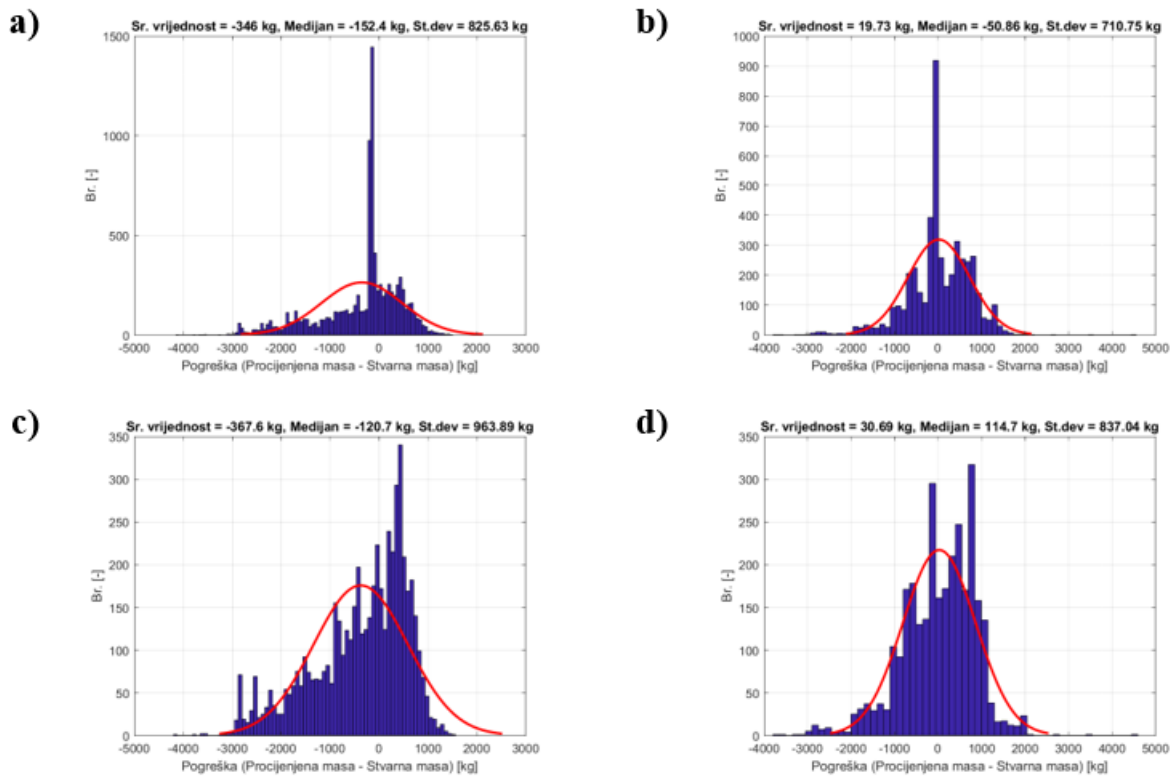 a)
Sr. vrijednost = -346 kg, Medijan = -152.4 kg, St.dev = 825.63 kg
1500
1000
500
0
Br. [-]
-5000 -4000 -3000 -2000 -1000 0 1000 2000 3000
Pogreška (Procijenjena masa - Stvarna masa) [kg]
b)
Sr. vrijednost = 19.73 kg, Medijan = -50.86 kg, St.dev = 710.75 kg
1000
900
800
700
600
500
400
300
200
100
0
Br. [-]
-4000 -3000 -2000 -1000 0 1000 2000 3000 4000 5000
Pogreška (Procijenjena masa - Stvarna masa) [kg]
c)
Sr. vrijednost = -367.6 kg, Medijan = -120.7 kg, St.dev = 963.89 kg
350
300
250
200
150
100
50
0
Br. [-]
-5000 -4000 -3000 -2000 -1000 0 1000 2000 3000
Pogreška (Procijenjena masa - Stvarna masa) [kg]
d)
Sr. vrijednost = 30.69 kg, Medijan = 114.7 kg, St.dev = 837.04 kg
350
300
250
200
150
100
50
0
Br. [-]
-4000 -3000 -2000 -1000 0 1000 2000 3000 4000 5000
Pogreška (Procijenjena masa - Stvarna masa) [kg]